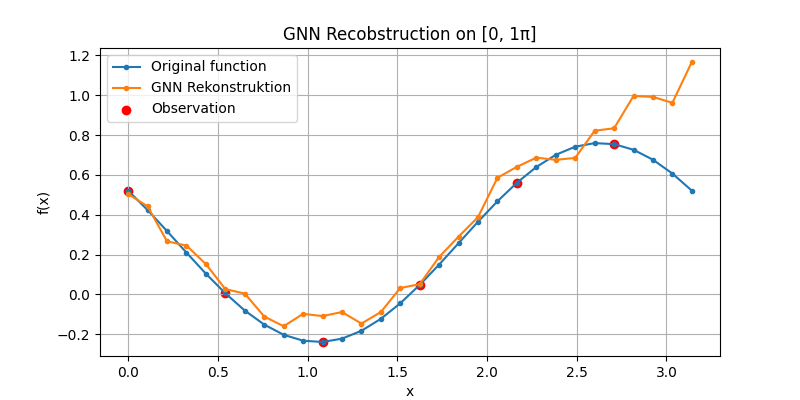 GNN Recobstruction on [0, 1π]
Original function
GNN Rekonstruktion
Observation
f(x)
1.2
1.0
0.8
0.6
0.4
0.2
0.0
−0.2
0.0 0.5 1.0 1.5 2.0 2.5 3.0
x